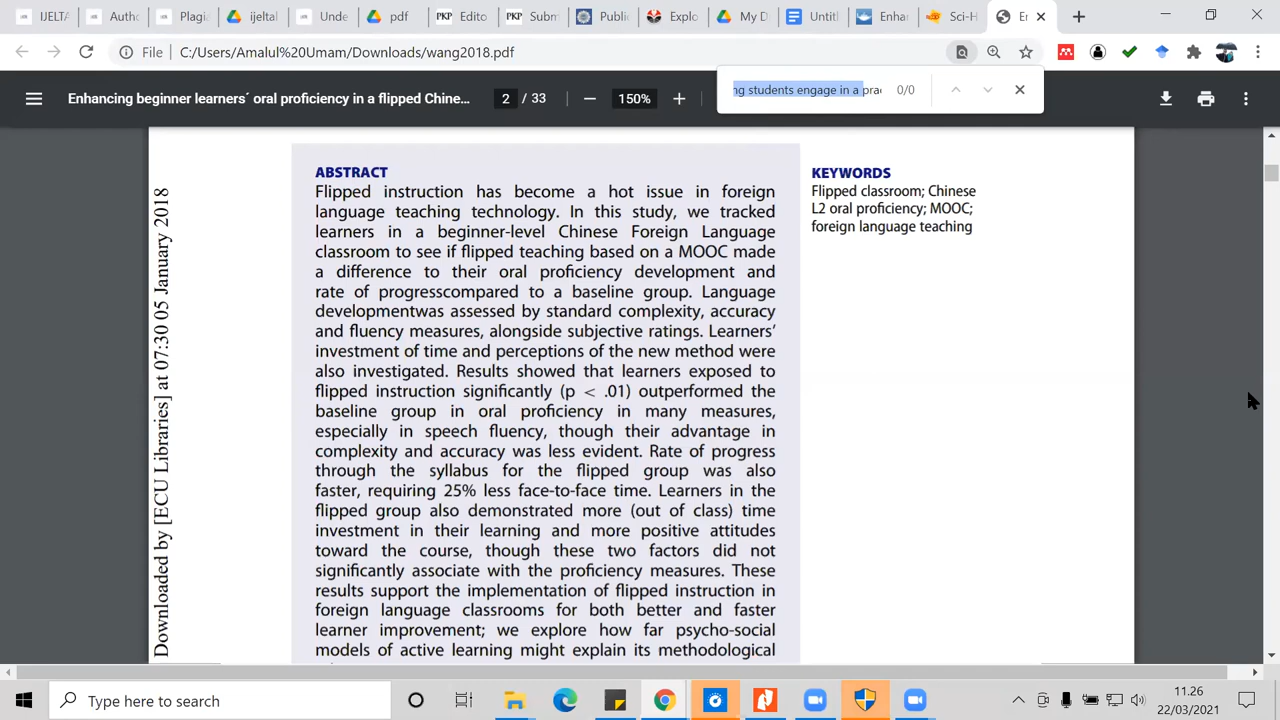 IJELTA
As
Plagia
ijeltal
Unde
Autho
pdf
PKP Edito
PKP Subm
Public
Explo
My D
Untitl
Enhar
Sci-H
Er
File C:/Users/Amalul%20Umam/Downloads/wang2018.pdf
Enhancing beginner learners´ oral proficiency in a flipped Chine... 2 / 33 150%
ng students engage in a prac 0/0
ABSTRACT
Flipped instruction has become a hot issue in foreign
language teaching technology. In this study, we tracked
learners in a beginner-level Chinese Foreign Language
classroom to see if flipped teaching based on a MOOC made
a difference to their oral proficiency development and
rate of progresscompared to a baseline group. Language
developmentwas assessed by standard complexity, accuracy
and fluency measures, alongside subjective ratings. Learners’
investment of time and perceptions of the new method were
also investigated. Results showed that learners exposed to
flipped instruction significantly (p < .01) outperformed the
baseline group in oral proficiency in many measures,
especially in speech fluency, though their advantage in
complexity and accuracy was less evident. Rate of progress
through the syllabus for the flipped group was also
faster, requiring 25% less face-to-face time. Learners in the
flipped group also demonstrated more (out of class) time
investment in their learning and more positive attitudes
toward the course, though these two factors did not
significantly associate with the proficiency measures. These
results support the implementation of flipped instruction in
foreign language classrooms for both better and faster
learner improvement; we explore how far psycho-social
models of active learning might explain its methodological
KEYWORDS
Flipped classroom; Chinese
L2 oral proficiency; MOOC;
foreign language teaching
Downloaded by [ECU Libraries] at 07:30 05 January 2018
Type here to search
11.26
22/03/2021